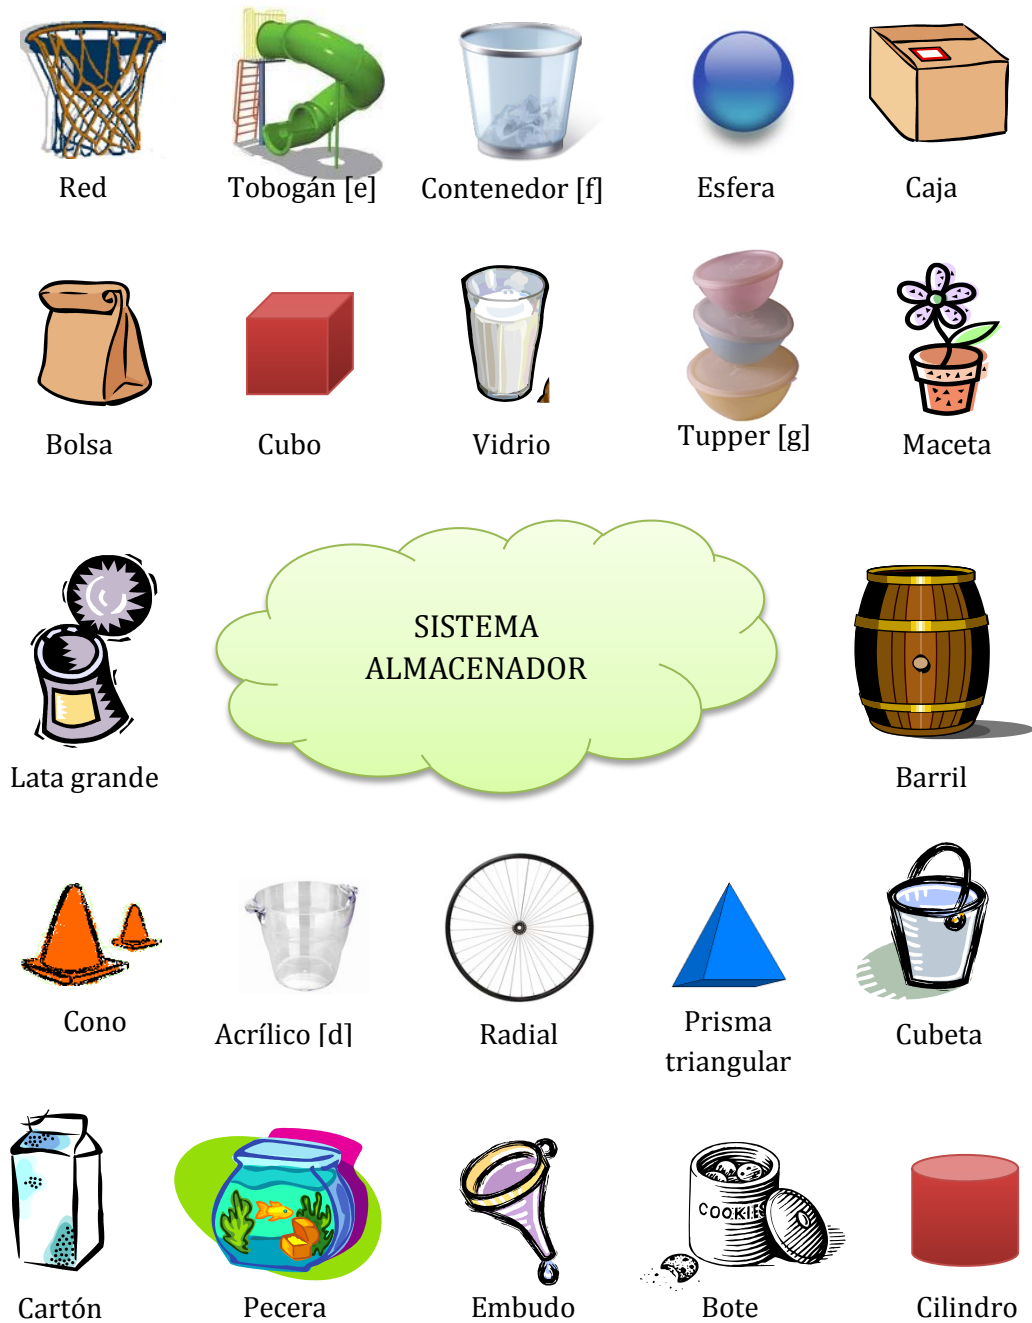 Red
Tobogán [e]
Contenedor [f]
Esfera
Caja
Bolsa
Cubo
Vidrio
Tupper [g]
Maceta
SISTEMA
ALMACENADOR
Lata grande
Barril
Cono
Acrílico [d]
Radial
Prisma
triangular
Cubeta
COOKIES
Cartón
Pecera
Embudo
Bote
Cilindro